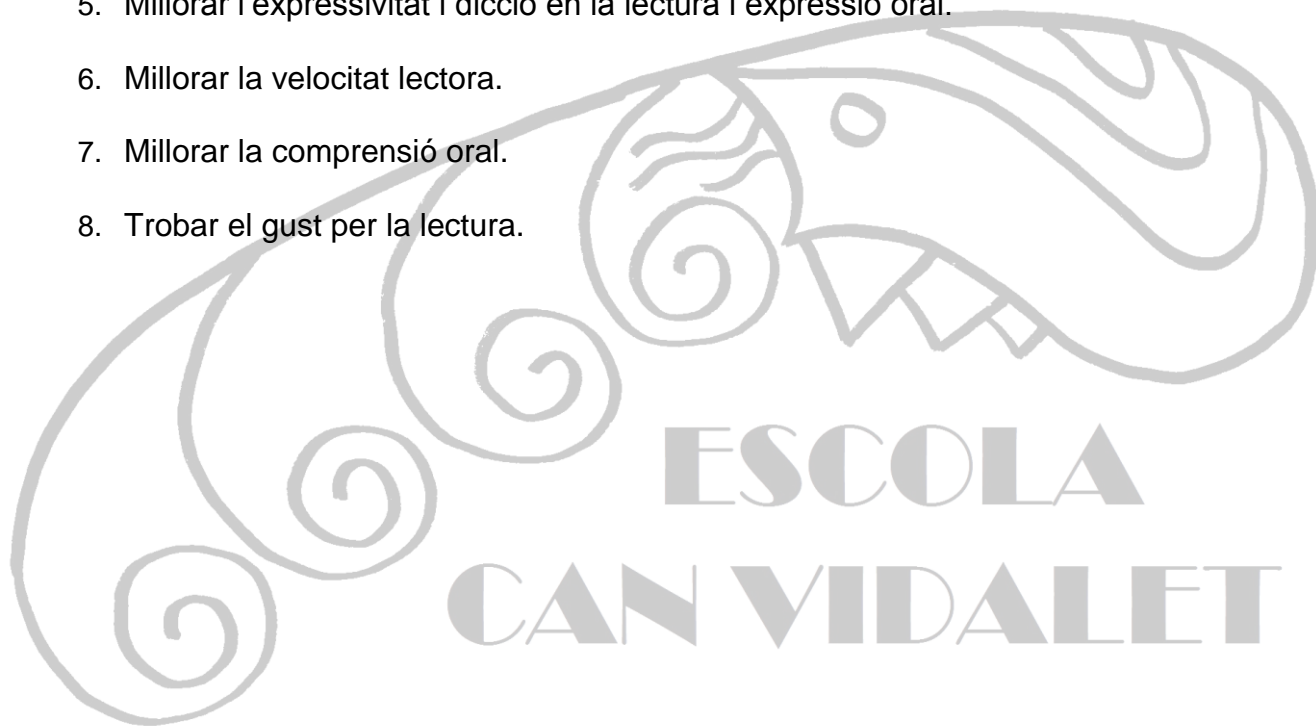 5. Millorar l'expressivitat i dicció en la lectura i expressió oral.
6. Millorar la velocitat lectora.
7. Millorar la comprensió oral.
8. Trobar el gust per la lectura.
ESCOLA
CAN VIDALET